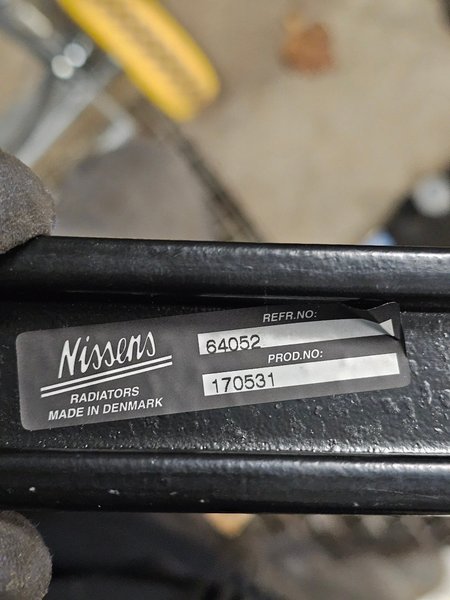 Nissens
RADIATORS
MADE IN DENMARK
REFR.NO:
64052
PROD.NO:
170531